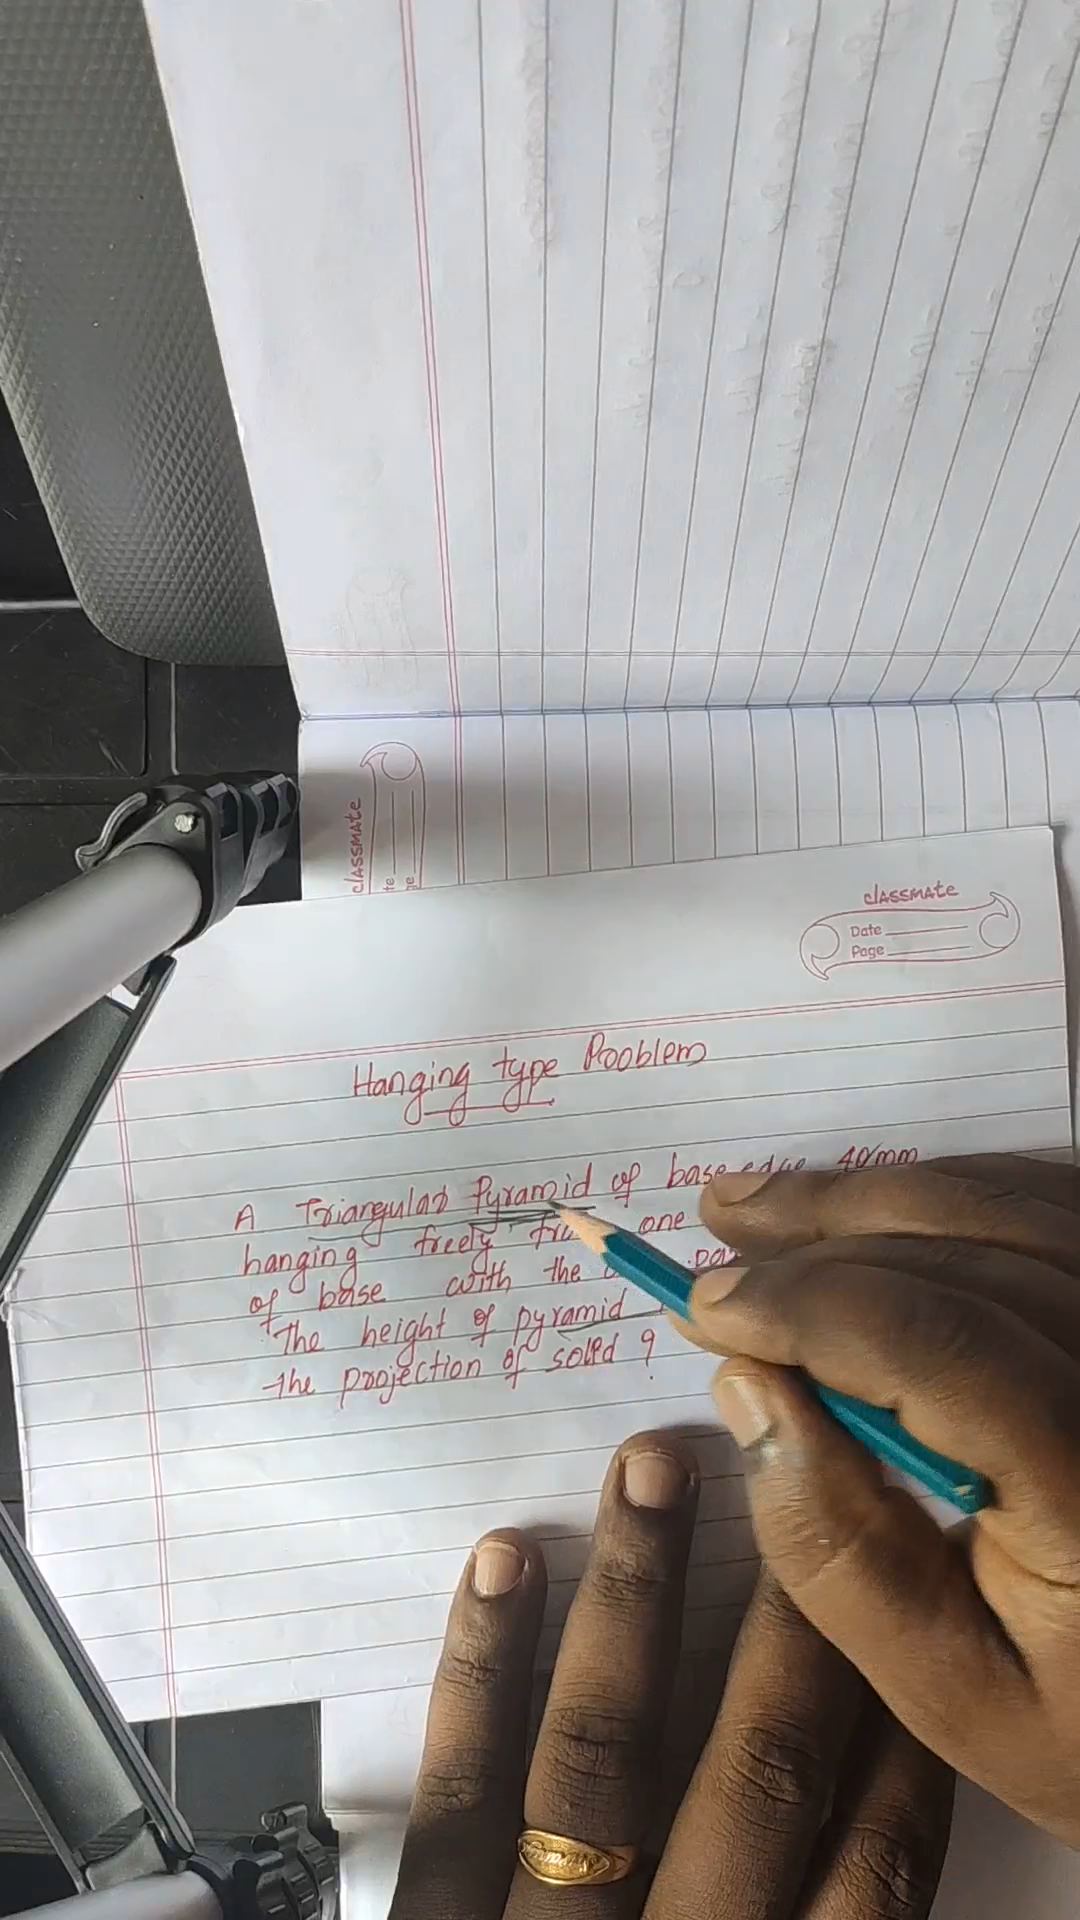 classmate
classmate
Date
Page
Hanging type Problem
A Triangular Pyramid of base edge 40mm
hanging freely one
of base with the
The height of pyramid
the projection of solid ?